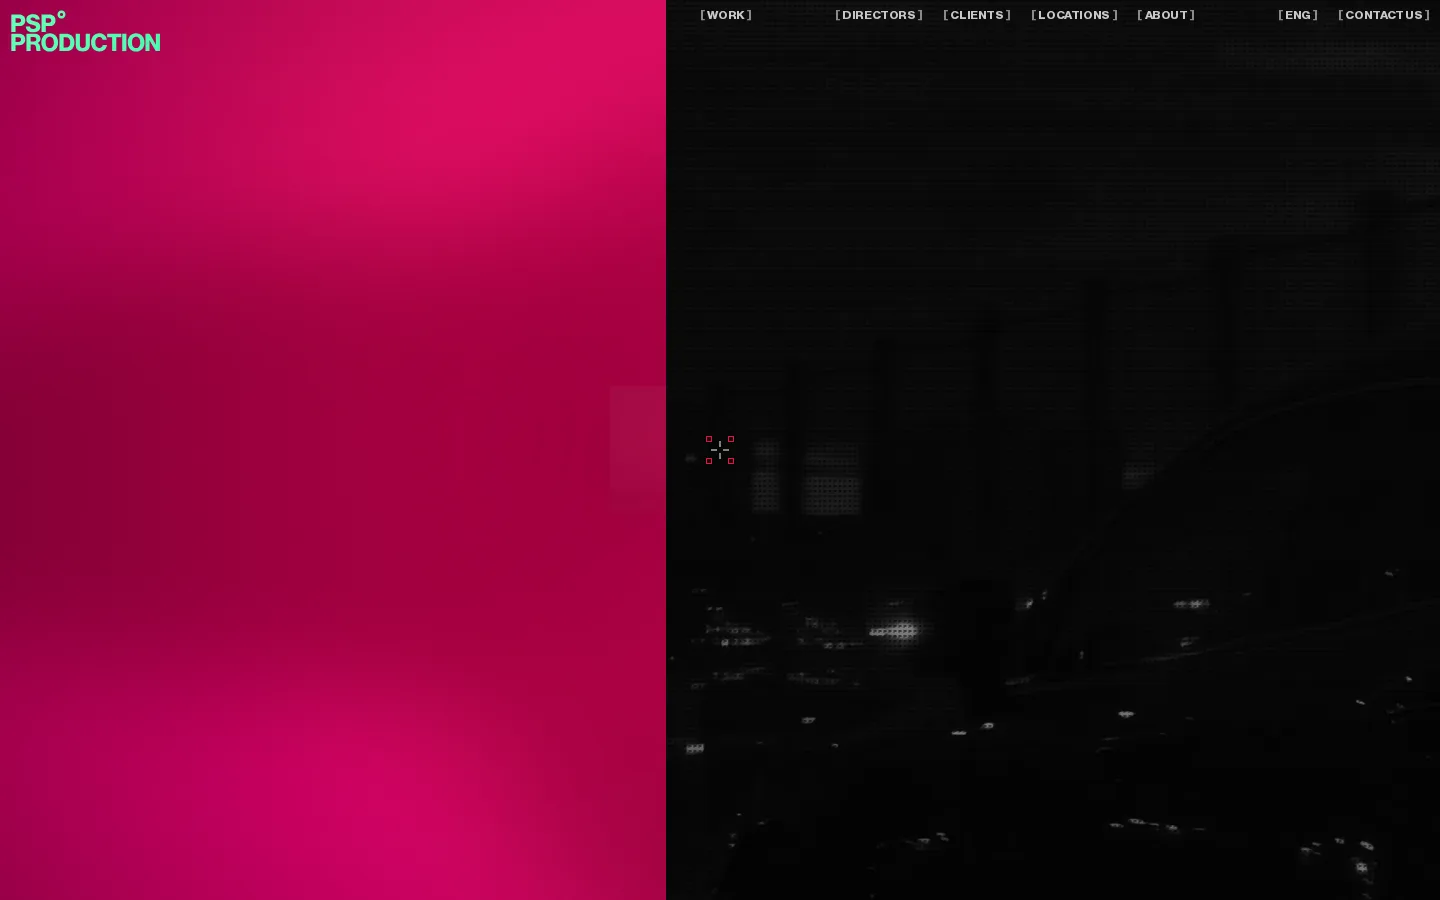 PSP°
PRODUCTION
[ WORK ]
[ DIRECTORS ]
[ CLIENTS ]
[ LOCATIONS ]
[ ABOUT ]
[ ENG ]
[ CONTACT US ]